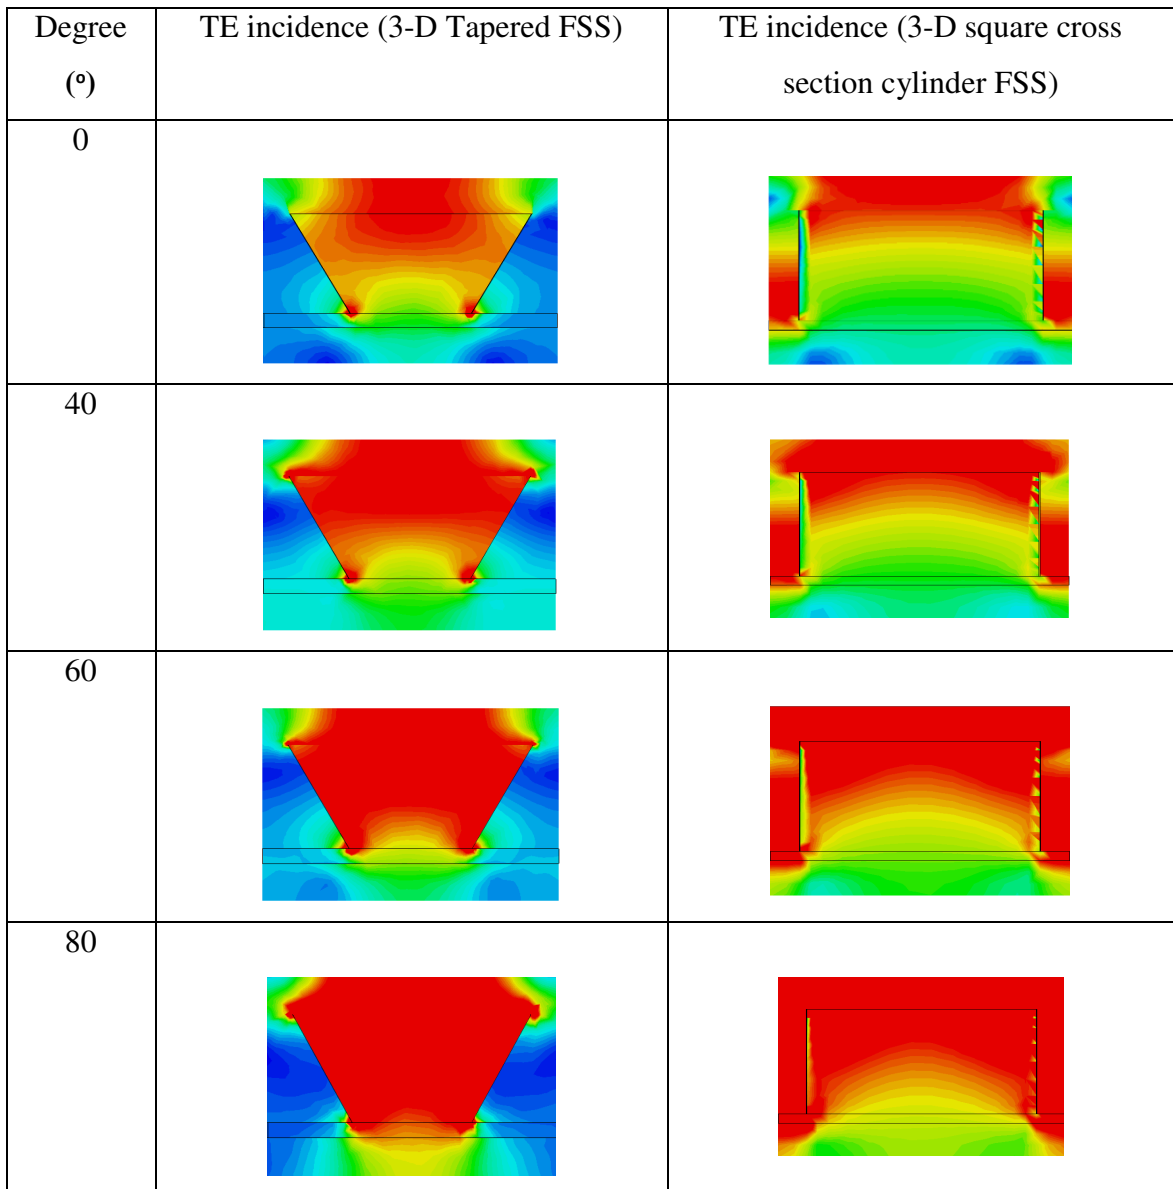 Degree
(º)
TE incidence (3-D Tapered FSS)
TE incidence (3-D square cross
section cylinder FSS)
0
40
60
80